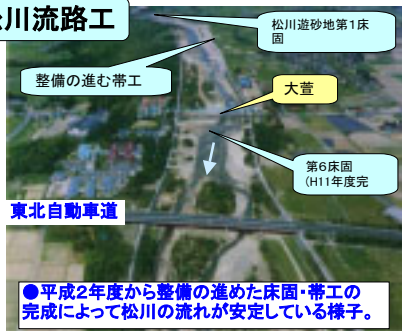 川流路工
松川遊砂地第1床
固
整備の進む帯工
大萱
第6床固
(H11年度完
東北自動車道
●平成2年度から整備の進めた床固・帯工の
完成によって松川の流れが安定している様子。